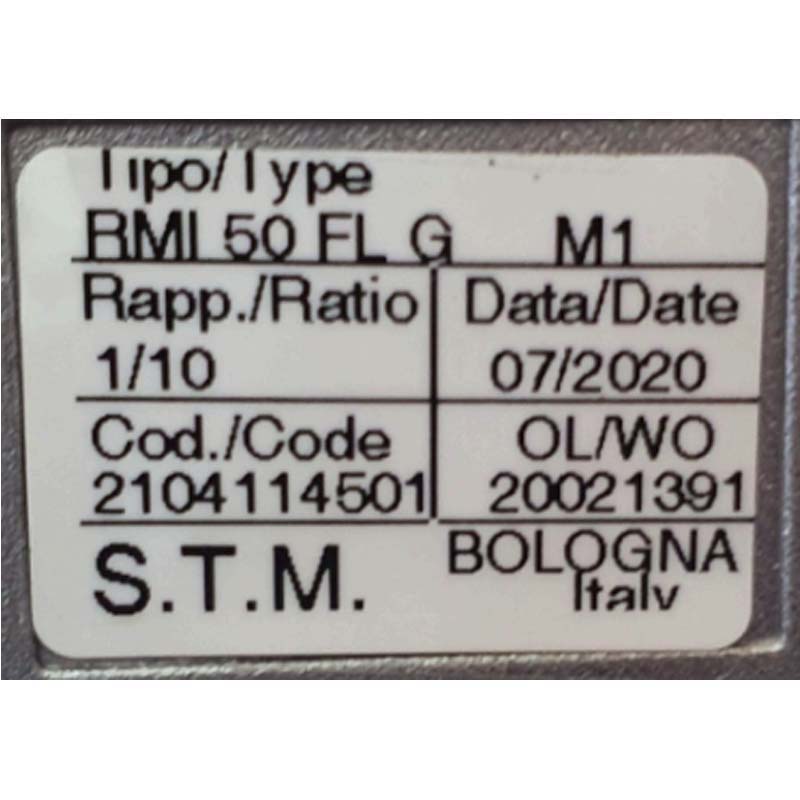 Tipo/Type
RMI 50 FL G M1
Rapp./Ratio Data/Date
1/10 07/2020
Cod./Code OL/WO
2104114501 20021391
S.T.M. BOLOGNA
Italy